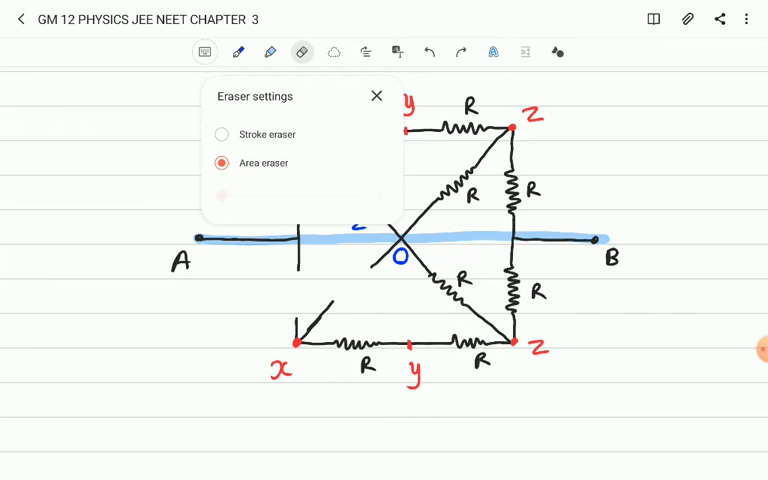 GM 12 PHYSICS JEE NEET CHAPTER 3
Eraser settings
Stroke eraser
Area eraser
y
R
z
R
R
A
O
B
R
R
x
R
y
R
z